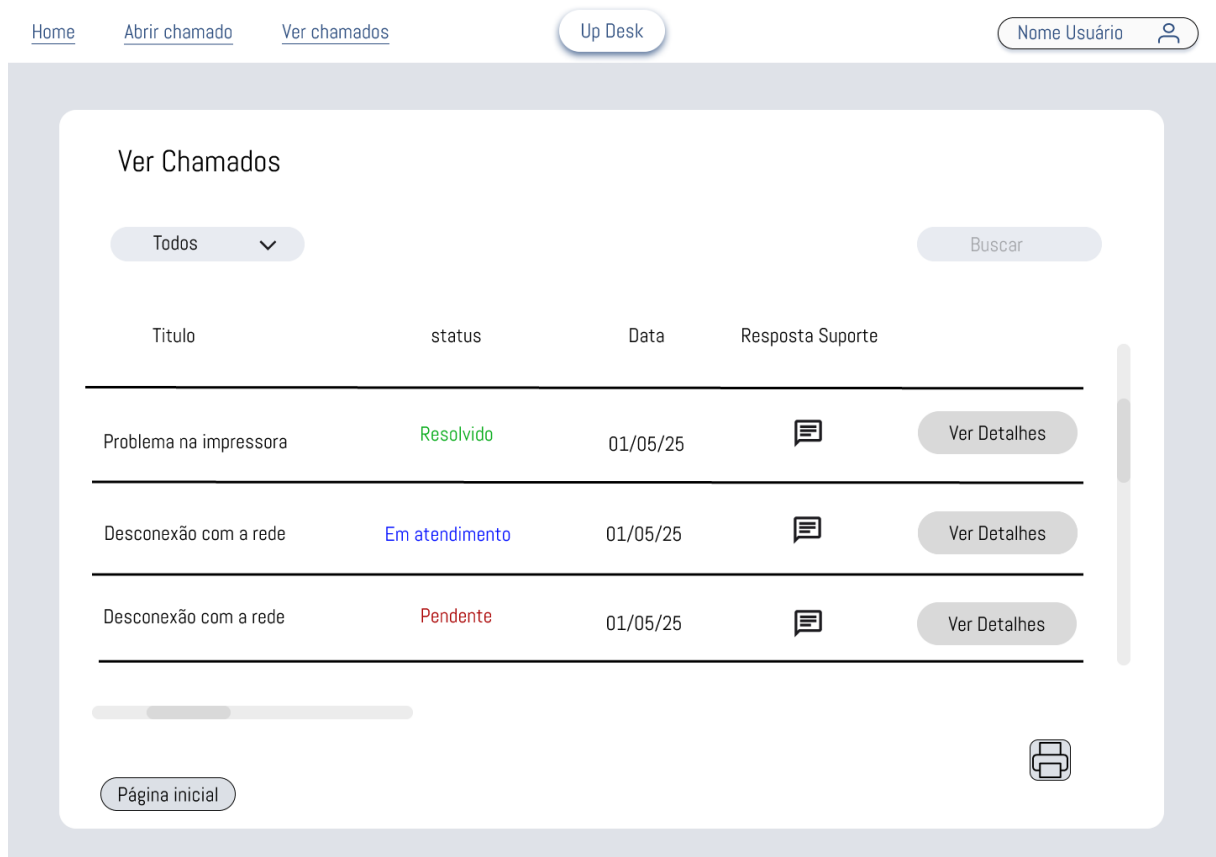 Home Abrir chamado Ver chamados Up Desk Nome Usuário
Ver Chamados
Todos Buscar
Titulo status Data Resposta Suporte
Problema na impressora Resolvido 01/05/25 Ver Detalhes
Desconexão com a rede Em atendimento 01/05/25 Ver Detalhes
Desconexão com a rede Pendente 01/05/25 Ver Detalhes
Página inicial